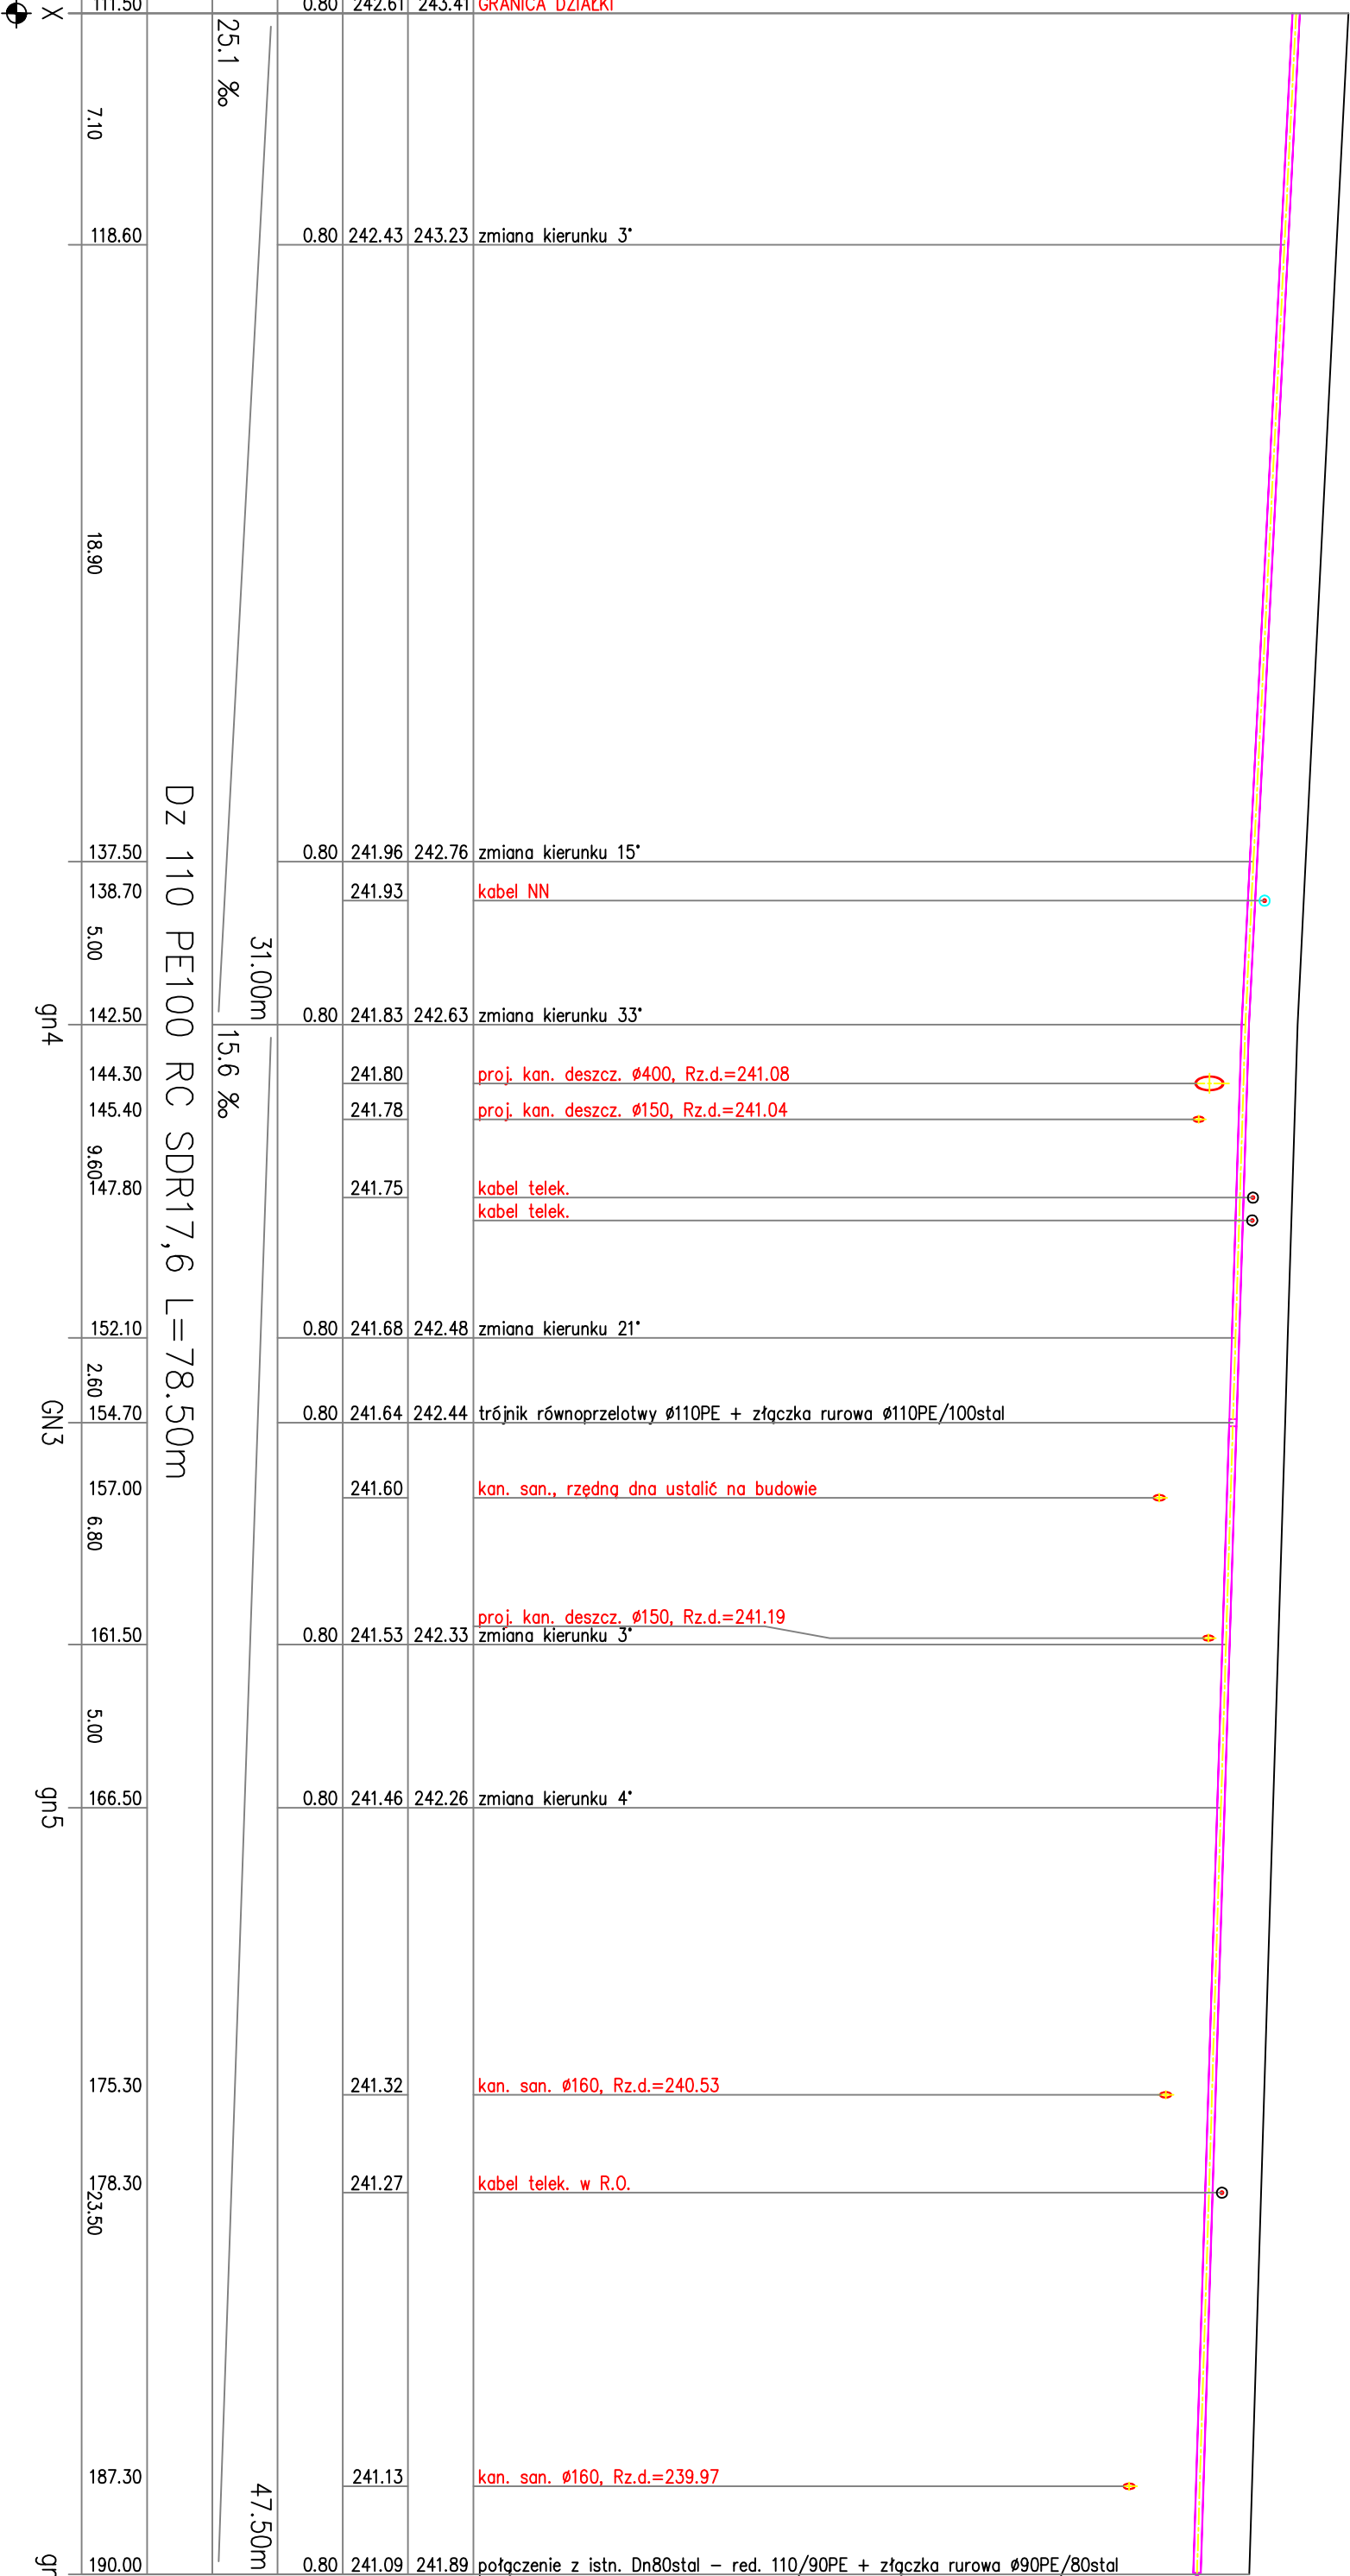 X 111.50 0.80 242.61 243.41 GRANICA DZIAŁKI
25.1 ‰
7.10
118.60 0.80 242.43 243.23 zmiana kierunku 3°
18.90
137.50 0.80 241.96 242.76 zmiana kierunku 15°
138.70 241.93 kabel NN
5.00
31.00m
gn4 142.50 0.80 241.83 242.63 zmiana kierunku 33°
15.6 ‰
144.30 241.80 proj. kan. deszcz. ø400, Rz.d.=241.08
145.40 241.78 proj. kan. deszcz. ø150, Rz.d.=241.04
9.60
147.80 241.75 kabel telek.
kabel telek.
Dz 110 PE100 RC SDR17,6 L=78.50m
152.10 0.80 241.68 242.48 zmiana kierunku 21°
2.60
GN3 154.70 0.80 241.64 242.44 trójnik równoprzelotwy ø110PE + złączka rurowa ø110PE/100stal
157.00 241.60 kan. san., rzędną dna ustalić na budowie
6.80
proj. kan. deszcz. ø150, Rz.d.=241.19
161.50 0.80 241.53 242.33 zmiana kierunku 3°
5.00
gn5 166.50 0.80 241.46 242.26 zmiana kierunku 4°
175.30 241.32 kan. san. ø160, Rz.d.=240.53
178.30 241.27 kabel telek. w R.O.
23.50
187.30 241.13 kan. san. ø160, Rz.d.=239.97
47.50m
190.00 0.80 241.09 241.89 połączenie z istn. Dn80stal – red. 110/90PE + złączka rurowa ø90PE/80stal